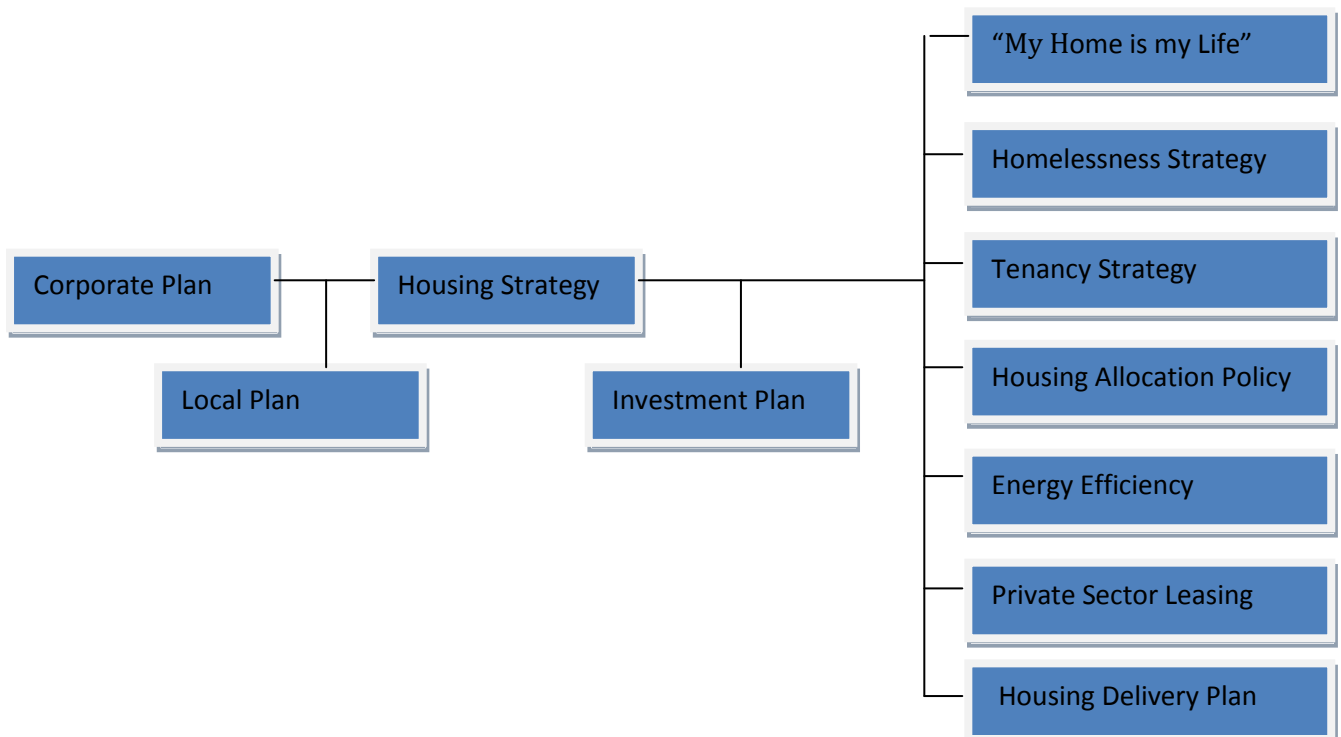 Corporate Plan
Local Plan
Housing Strategy
Investment Plan
“My Home is my Life”
Homelessness Strategy
Tenancy Strategy
Housing Allocation Policy
Energy Efficiency
Private Sector Leasing
Housing Delivery Plan